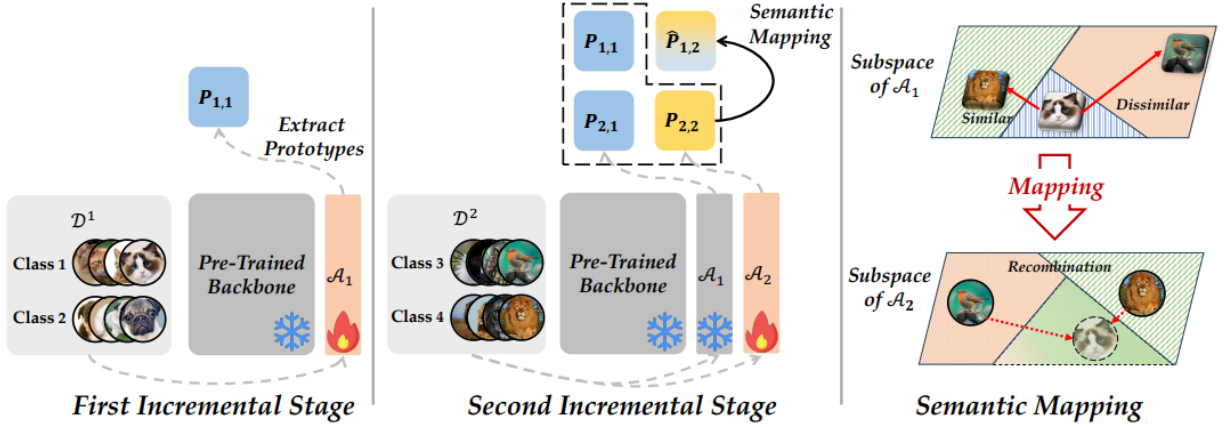 P1,1
Extract
Prototypes
𝒟1
Class 1
Class 2
Pre-Trained
Backbone
𝒜1
First Incremental Stage
P1,1
P̂1,2
Semantic
Mapping
P2,1
P2,2
𝒟2
Class 3
Class 4
Pre-Trained
Backbone
𝒜1
𝒜2
Second Incremental Stage
Subspace
of 𝒜1
Similar
Dissimilar
Mapping
Subspace
of 𝒜2
Recombination
Semantic Mapping